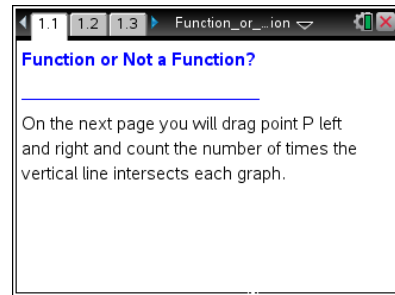 1.1 1.2 1.3 Function_or_...ion
Function or Not a Function?
On the next page you will drag point P left
and right and count the number of times the
vertical line intersects each graph.